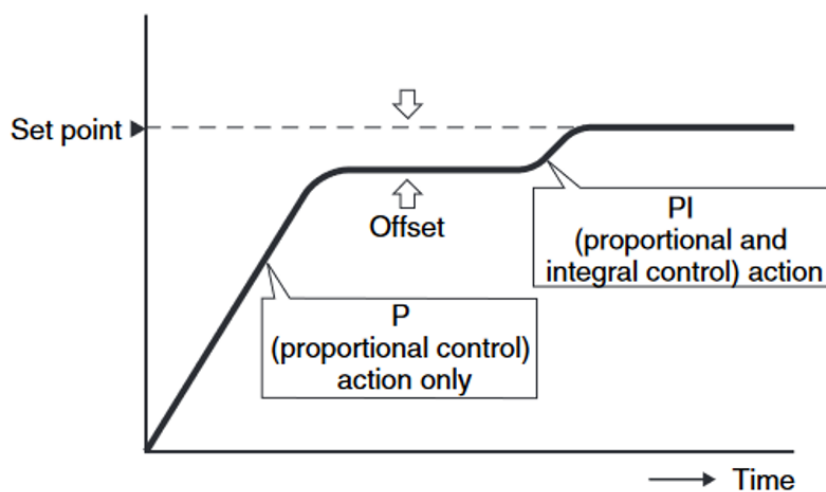 Set point
Offset
PI
(proportional and
integral control) action
P
(proportional control)
action only
Time